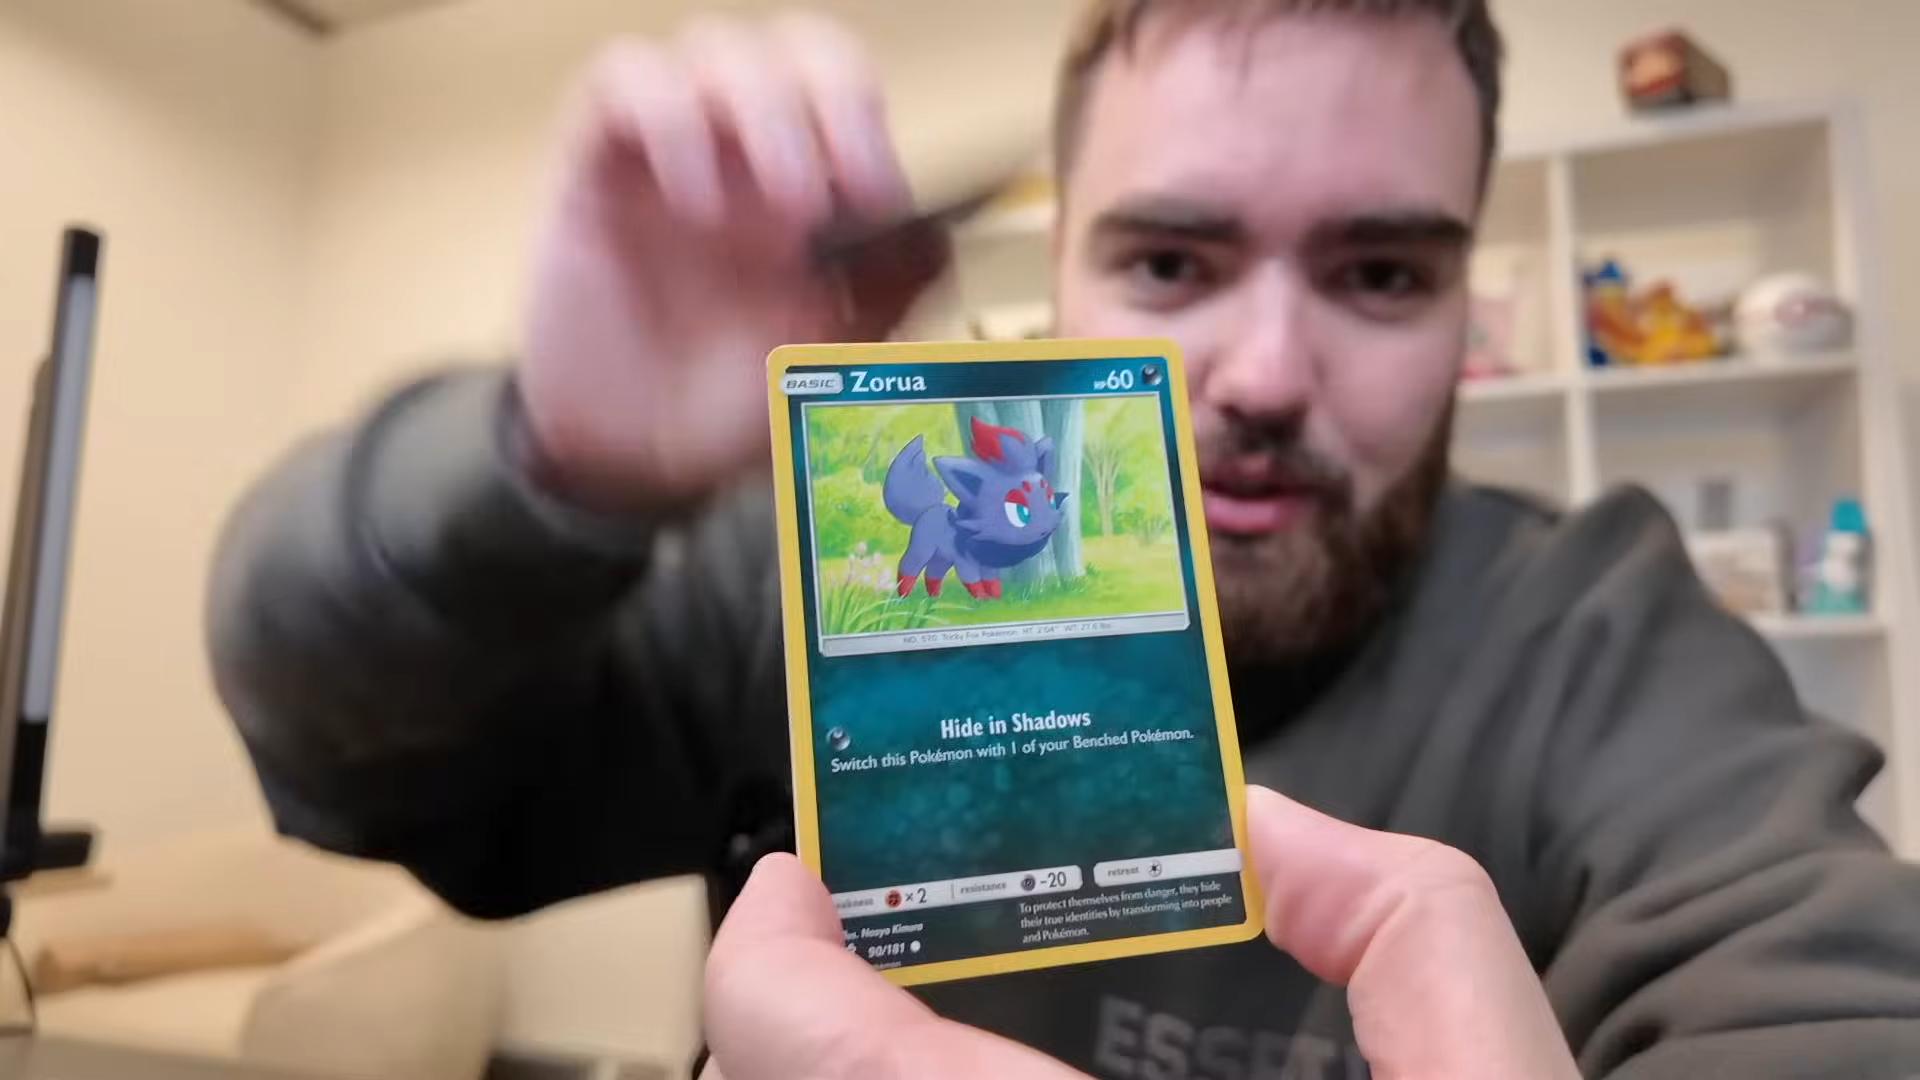 BASIC Zorua HP60
NO. 570 Tricky Fox Pokémon HT: 2'04" WT: 27.6 lbs.
Hide in Shadows
Switch this Pokémon with 1 of your Benched Pokémon.
×2 resistance -20 retreat
To protect themselves from danger, they hide
their true identities by transforming into people
and Pokémon.
Naoyo Kimura
90/181